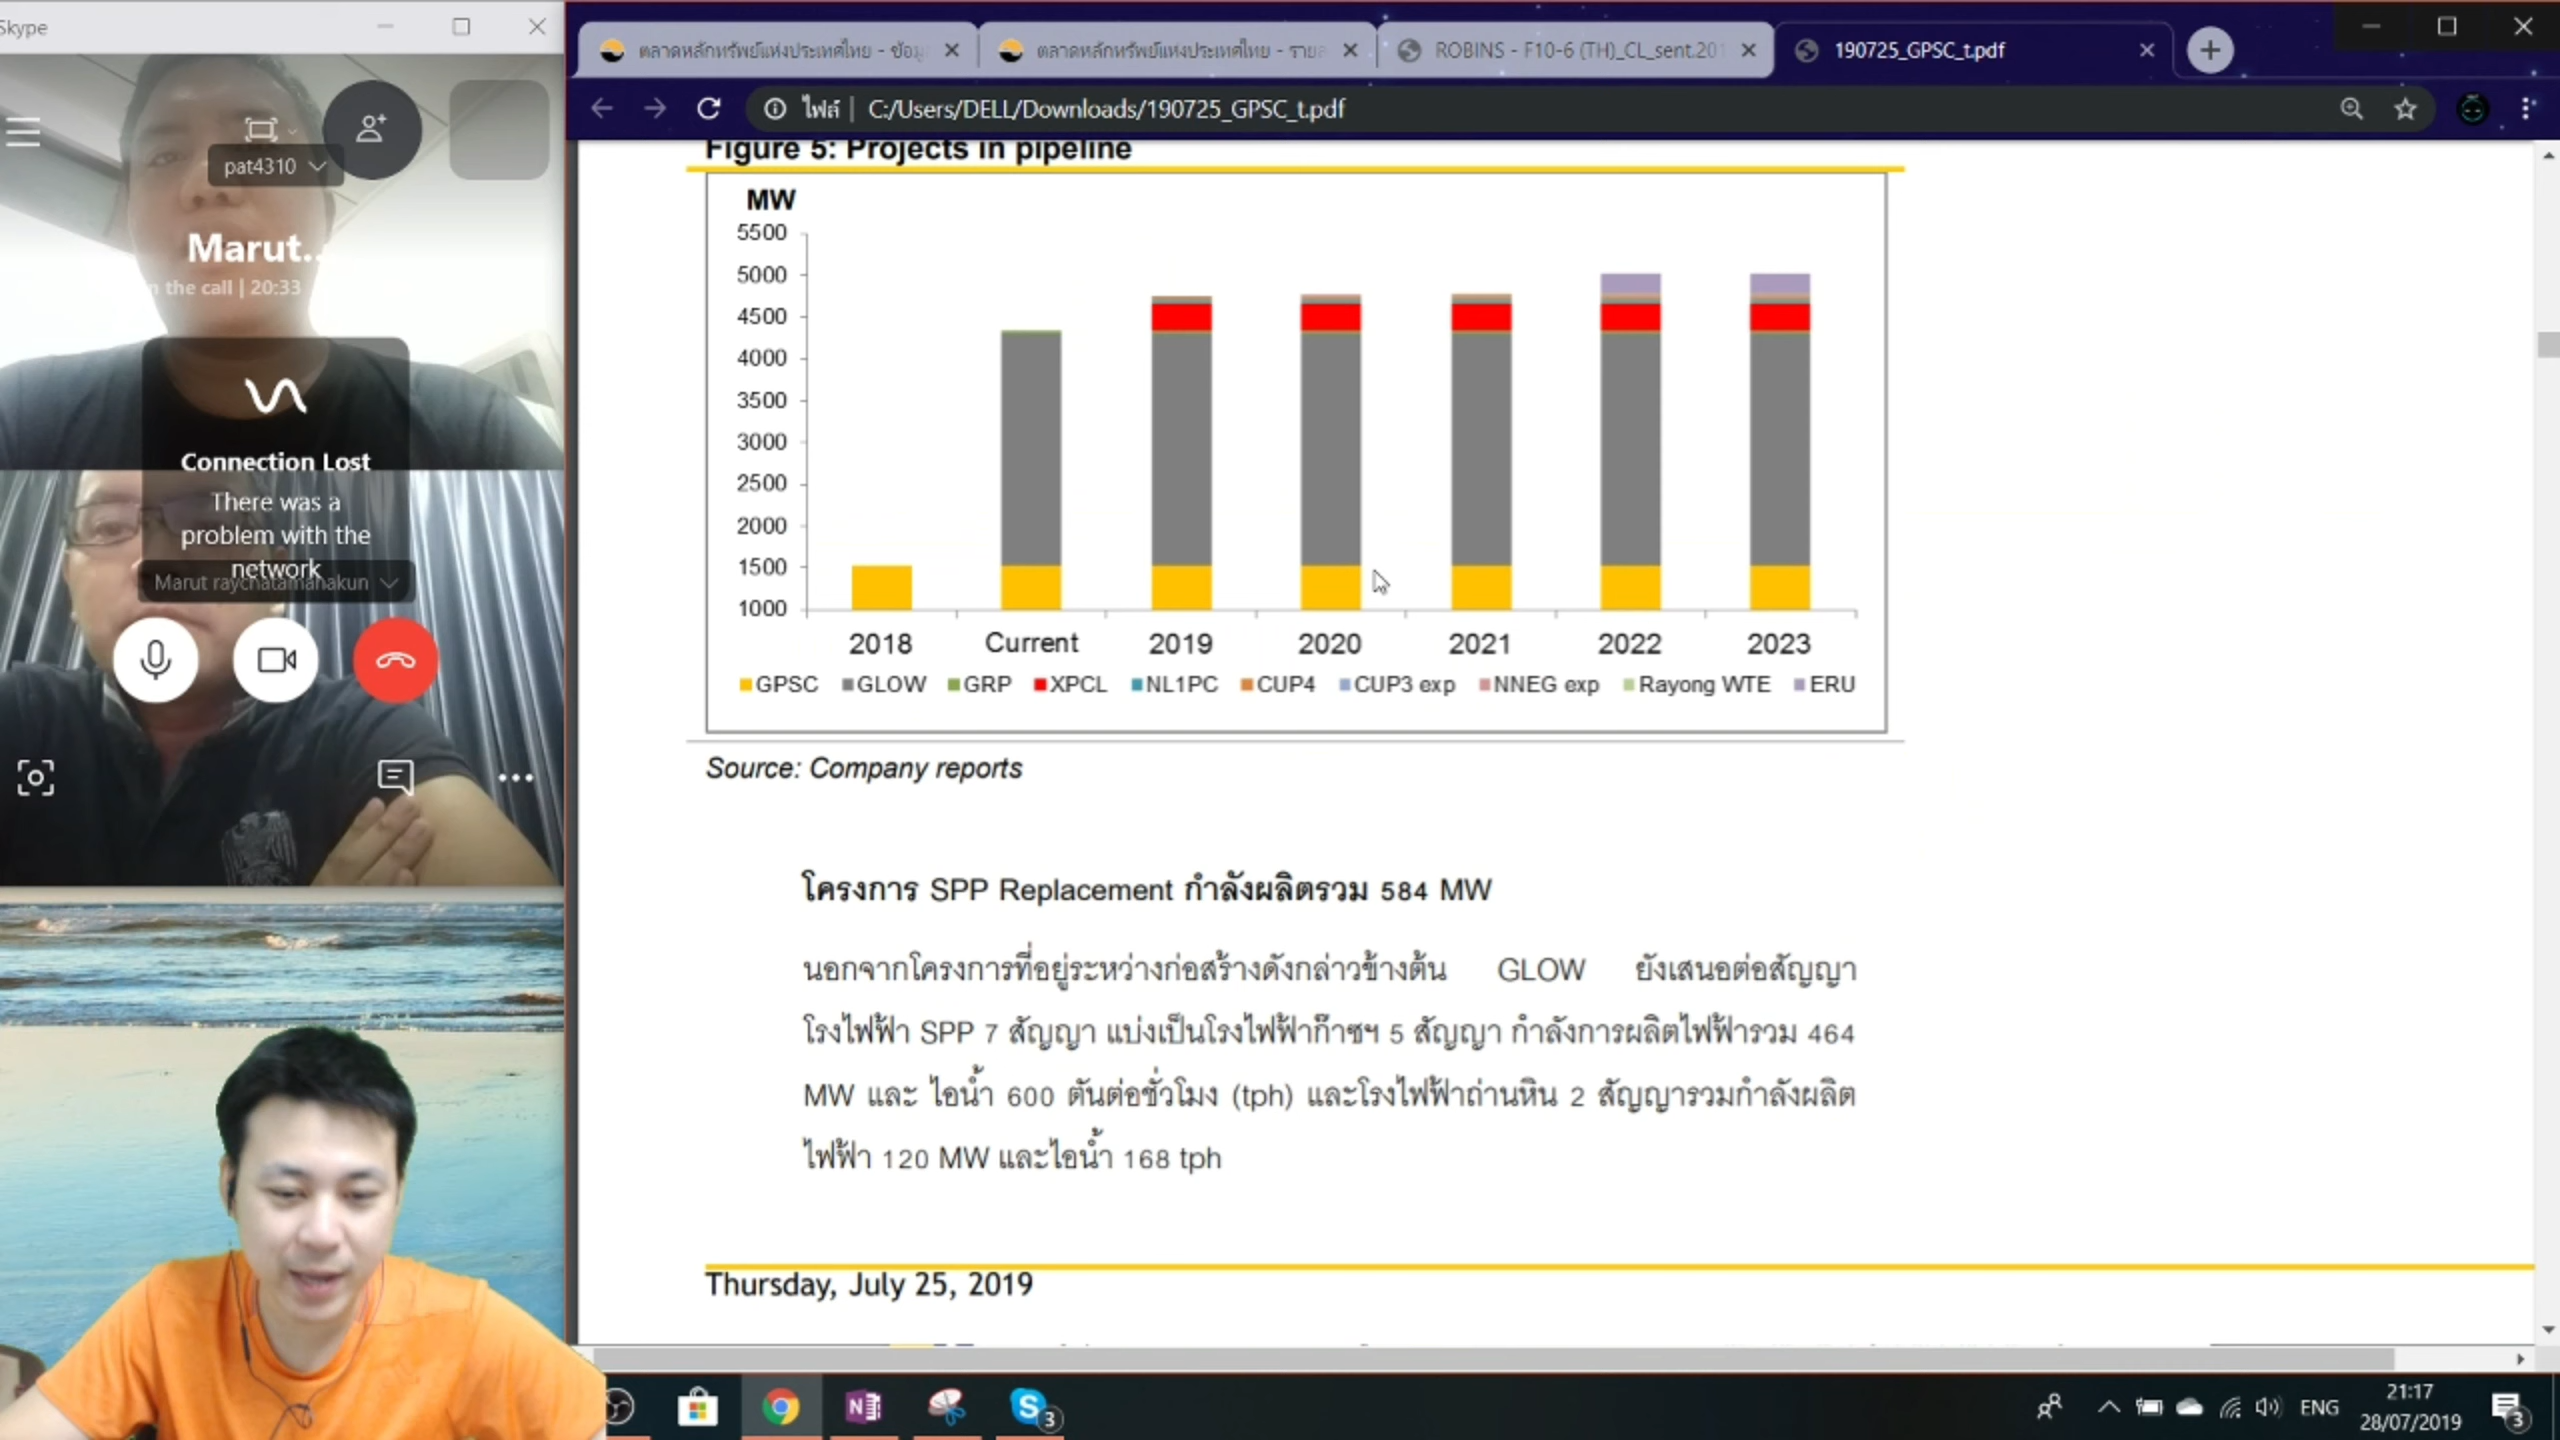 Skype
pat4310
Marut...
the call | 20:33
Connection Lost
There was a
problem with the
network
Marut raychatamanakun
ตลาดหลักทรัพย์แห่งประเทศไทย - ข้อมู
ตลาดหลักทรัพย์แห่งประเทศไทย - ราย
ROBINS - F10-6 (TH)_CL_sent.201
190725_GPSC_t.pdf
ไฟล์ | C:/Users/DELL/Downloads/190725_GPSC_t.pdf
Figure 5: Projects in pipeline
MW
5500
5000
4500
4000
3500
3000
2500
2000
1500
1000
2018 Current 2019 2020 2021 2022 2023
GPSC GLOW GRP XPCL NL1PC CUP4 CUP3 exp NNEG exp Rayong WTE ERU
Source: Company reports
โครงการ SPP Replacement กำลังผลิตรวม 584 MW
นอกจากโครงการที่อยู่ระหว่างก่อสร้างดังกล่าวข้างต้น GLOW ยังเสนอต่อสัญญา
โรงไฟฟ้า SPP 7 สัญญา แบ่งเป็นโรงไฟฟ้าก๊าซฯ 5 สัญญา กำลังการผลิตไฟฟ้ารวม 464
MW และ ไอน้ำ 600 ตันต่อชั่วโมง (tph) และโรงไฟฟ้าถ่านหิน 2 สัญญารวมกำลังผลิต
ไฟฟ้า 120 MW และไอน้ำ 168 tph
Thursday, July 25, 2019
3
ENG
21:17
28/07/2019
3